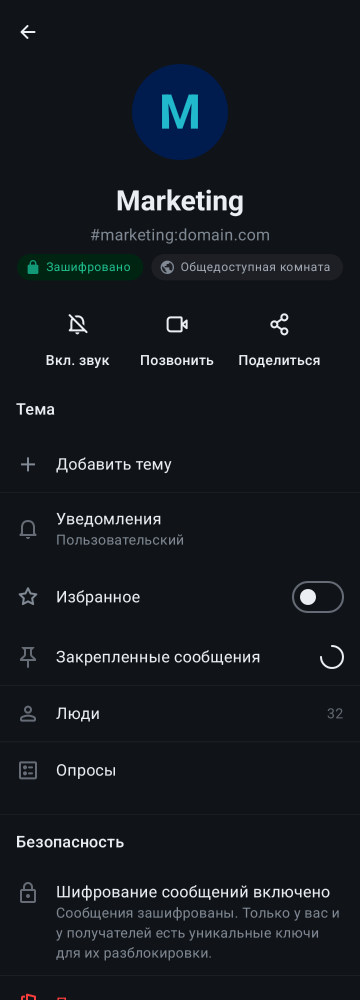 M
Marketing
#marketing:domain.com
Зашифровано
Общедоступная комната
Вкл. звук
Позвонить
Поделиться
Тема
Добавить тему
Уведомления
Пользовательский
Избранное
Закрепленные сообщения
Люди
32
Опросы
Безопасность
Шифрование сообщений включено
Сообщения зашифрованы. Только у вас и
у получателей есть уникальные ключи
для их разблокировки.